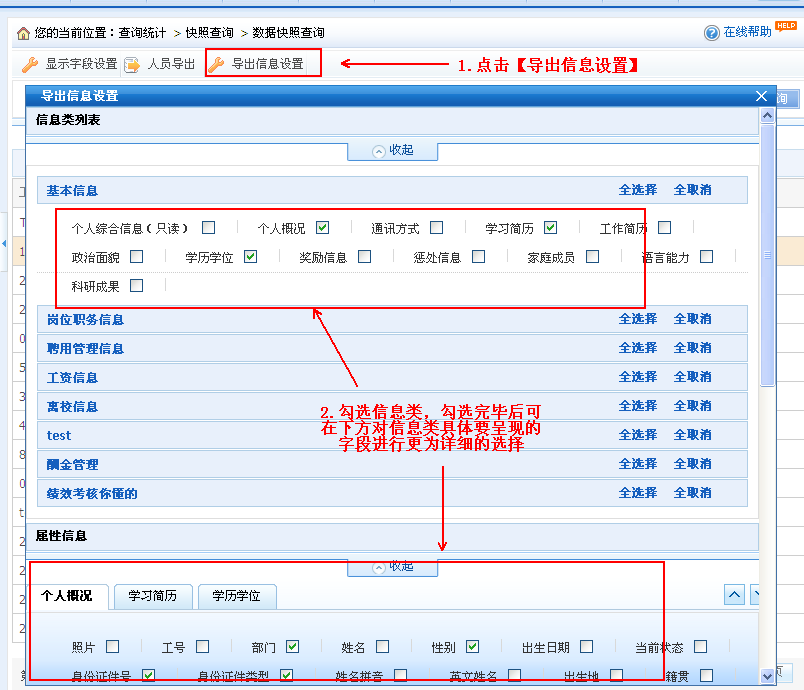 您的当前位置：查询统计 > 快照查询 > 数据快照查询 在线帮助 HELP
显示字段设置 人员导出 导出信息设置 1.点击【导出信息设置】
导出信息设置
信息类列表
收起
基本信息 全选择 全取消
个人综合信息（只读） 个人概况 通讯方式 学习简历 工作简历
政治面貌 学历学位 奖励信息 惩处信息 家庭成员 语言能力
科研成果
岗位职务信息 全选择 全取消
聘用管理信息 全选择 全取消
工资信息 全选择 全取消
离校信息 全选择 全取消
test 全选择 全取消
酬金管理 全选择 全取消
绩效考核你懂的 全选择 全取消
2.勾选信息类，勾选完毕后可
在下方对信息类具体要呈现的
字段进行更为详细的选择
属性信息
收起
个人概况 学习简历 学历学位
照片 工号 部门 姓名 性别 出生日期 当前状态
身份证件号 身份证件类型 姓名拼音 英文姓名 出生地 籍贯